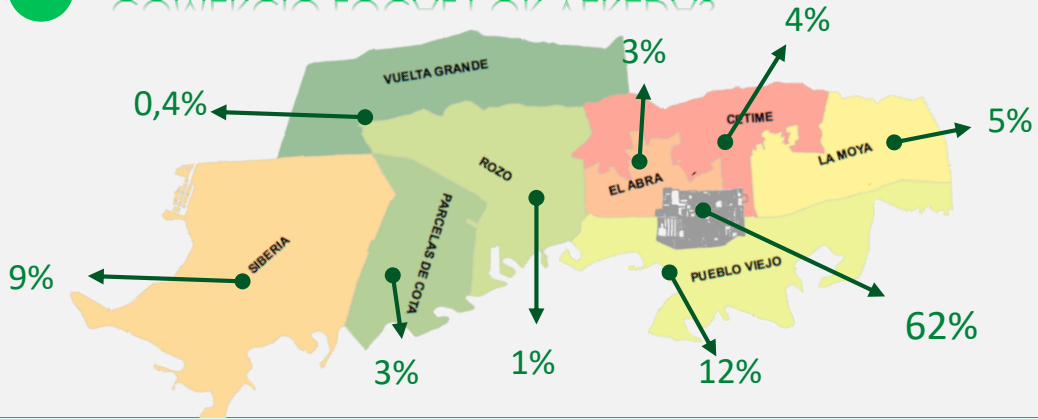 4%
3%
VUELTA GRANDE
0,4%
CETIME
5%
LA MOYA
ROZO
EL ABRA
PARCELAS DE COTA
SIBERIA
PUEBLO VIEJO
9%
62%
3%
1%
12%